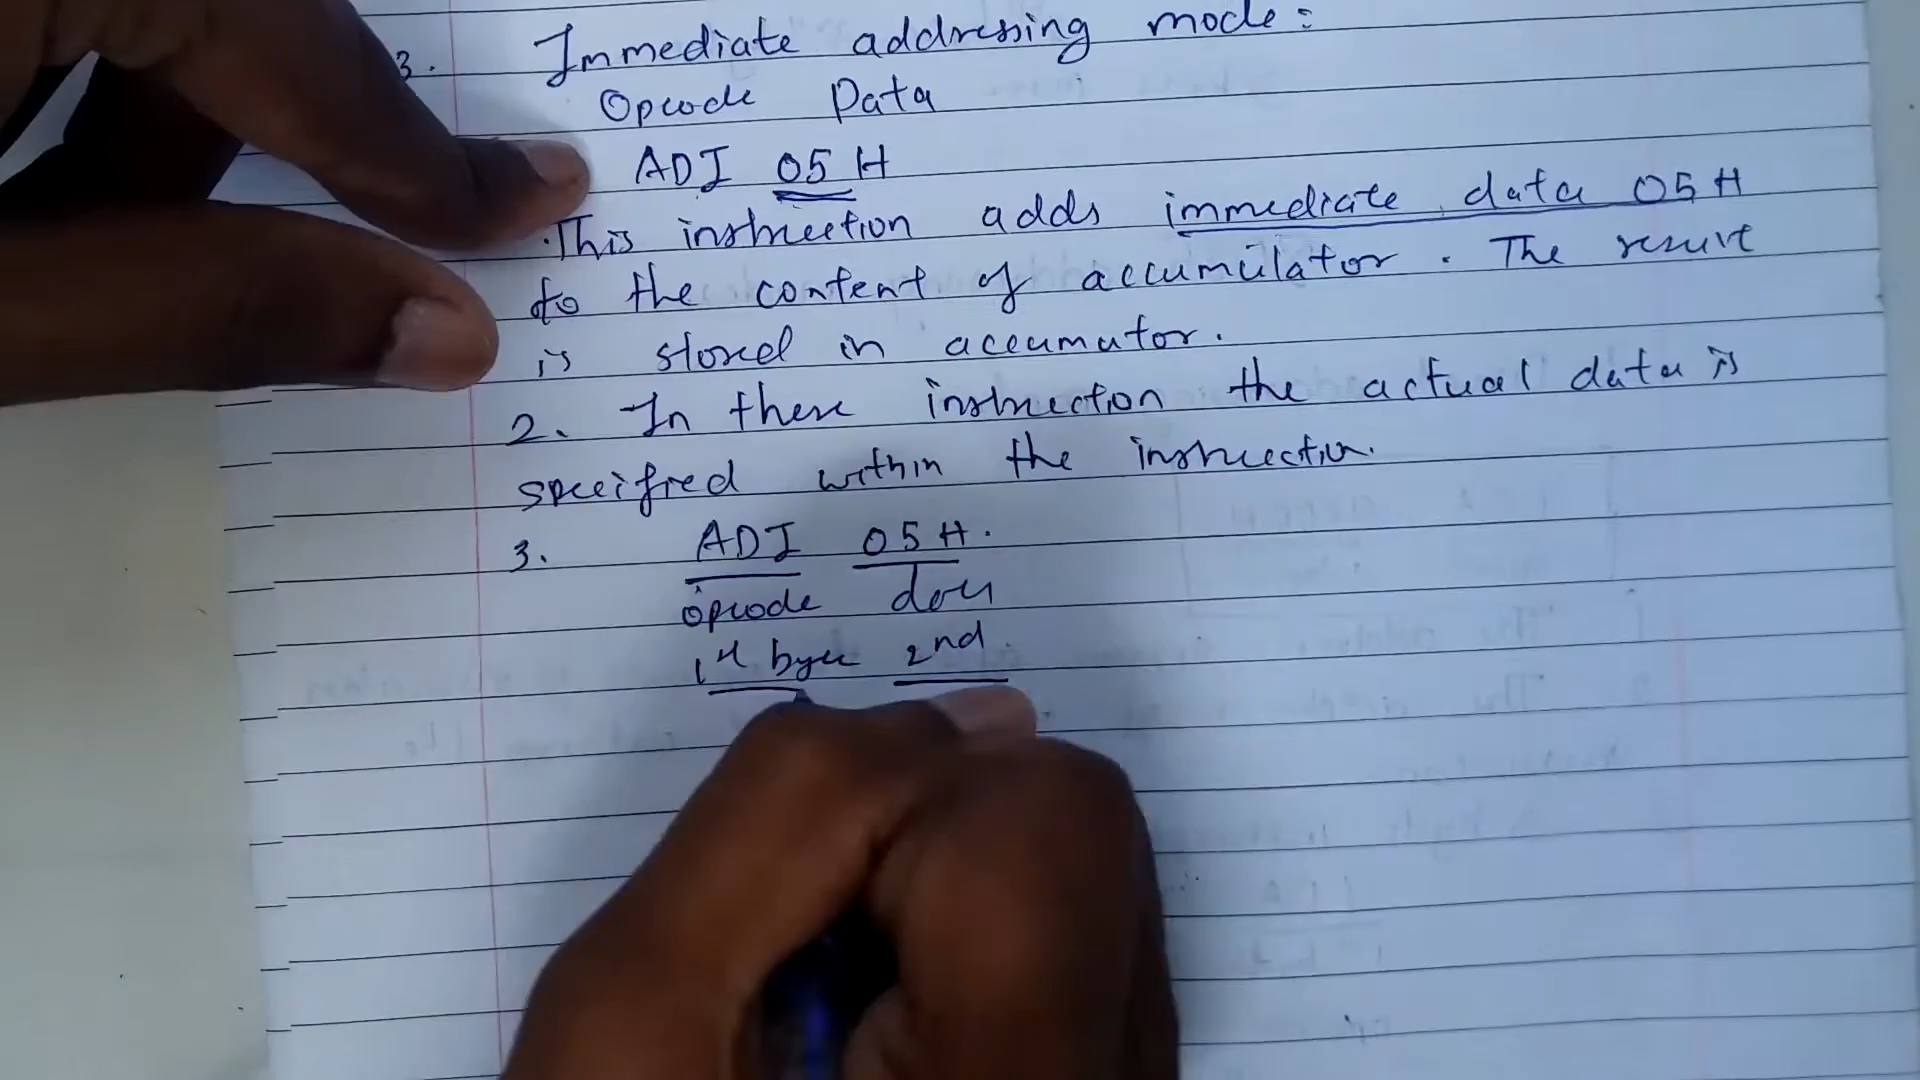 3. Immediate addressing mode:
Opcode Data
ADI 05 H
. This instruction adds immediate data 05 H
to the content of accumulator. The result
is stored in accumator.
2. In these instruction the actual data is
specified within the instruction.
3. ADI 05 H.
opcode data
1st byte 2nd